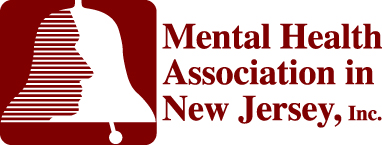 Mental Health
Association in
New Jersey, Inc.